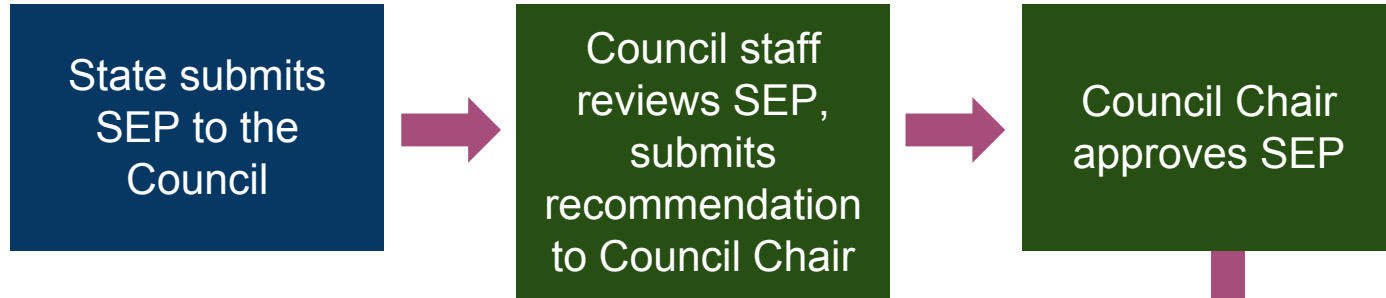 State submits
SEP to the
Council
Council staff
reviews SEP,
submits
recommendation
to Council Chair
Council Chair
approves SEP